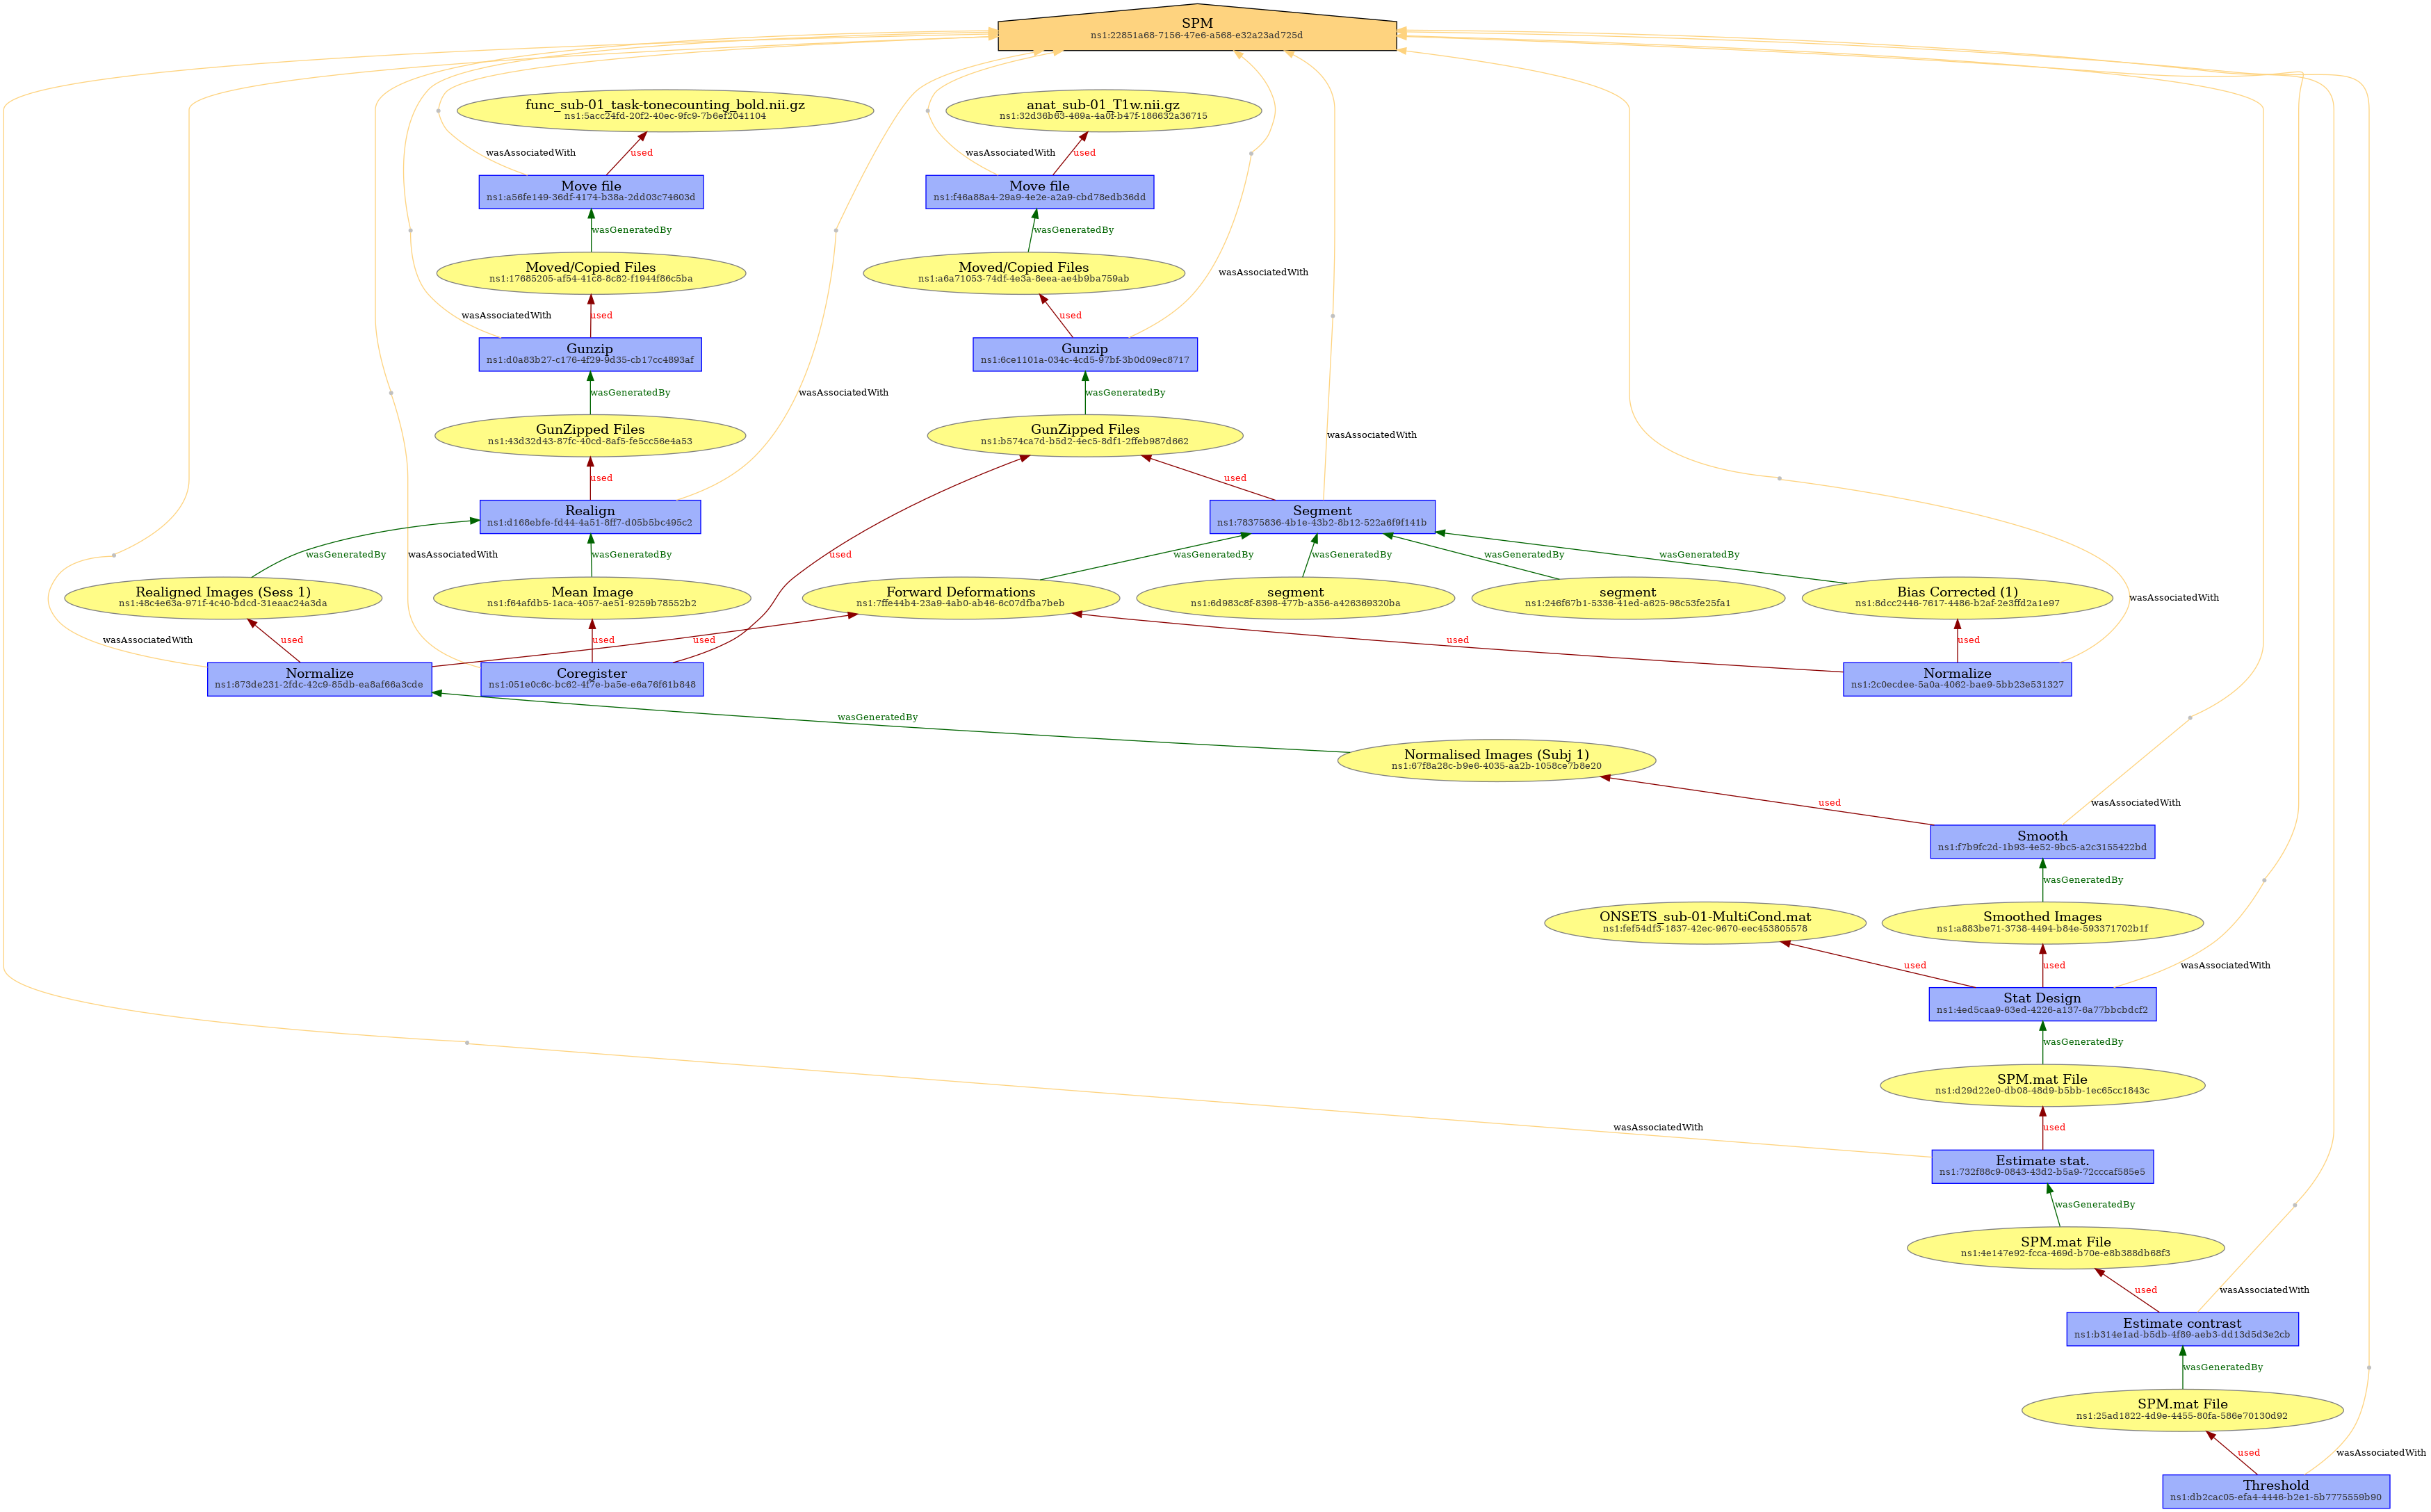 SPM
ns1:22851a68-7156-47e6-a568-e32a23ad725d
func_sub-01_task-tonecounting_bold.nii.gz
ns1:5acc24fd-20f2-40ec-9fc9-7b6ef2041104
anat_sub-01_T1w.nii.gz
ns1:32d36b63-469a-4a0f-b47f-186632a36715
wasAssociatedWith
used
wasAssociatedWith
used
Move file
ns1:a56fe149-36df-4174-b38a-2dd03c74603d
Move file
ns1:f46a88a4-29a9-4e2e-a2a9-cbd78edb36dd
wasGeneratedBy
wasGeneratedBy
Moved/Copied Files
ns1:17685205-af54-41c8-8c82-f1944f86c5ba
Moved/Copied Files
ns1:a6a71053-74df-4e3a-8eea-ae4b9ba759ab
wasAssociatedWith
wasAssociatedWith
used
used
Gunzip
ns1:d0a83b27-c176-4f29-9d35-cb17cc4893af
Gunzip
ns1:6ce1101a-034c-4cd5-97bf-3b0d09ec8717
wasGeneratedBy
wasAssociatedWith
wasGeneratedBy
GunZipped Files
ns1:43d32d43-87fc-40cd-8af5-fe5cc56e4a53
GunZipped Files
ns1:b574ca7d-b5d2-4ec5-8df1-2ffeb987d662
wasAssociatedWith
used
used
Realign
ns1:d168ebfe-fd44-4a51-8ff7-d05b5bc495c2
Segment
ns1:78375836-4b1e-43b2-8b12-522a6f9f141b
wasGeneratedBy
wasAssociatedWith
wasGeneratedBy
used
wasGeneratedBy
wasGeneratedBy
wasGeneratedBy
wasGeneratedBy
Realigned Images (Sess 1)
ns1:48c4e63a-971f-4c40-bdcd-31eaac24a3da
Mean Image
ns1:f64afdb5-1aca-4057-ae51-9259b78552b2
Forward Deformations
ns1:7ffe44b4-23a9-4ab0-ab46-6c07dfba7beb
segment
ns1:6d983c8f-8398-477b-a356-a426369320ba
segment
ns1:246f67b1-5336-41ed-a625-98c53fe25fa1
Bias Corrected (1)
ns1:8dcc2446-7617-4486-b2af-2e3ffd2a1e97
wasAssociatedWith
wasAssociatedWith
used
used
used
used
used
Normalize
ns1:873de231-2fdc-42c9-85db-ea8af66a3cde
Coregister
ns1:051e0c6c-bc62-4f7e-ba5e-e6a76f61b848
Normalize
ns1:2c0ecdee-5a0a-4062-bae9-5bb23e531327
wasGeneratedBy
Normalised Images (Subj 1)
ns1:67f8a28c-b9e6-4035-aa2b-1058ce7b8e20
used
wasAssociatedWith
Smooth
ns1:f7b9fc2d-1b93-4e52-9bc5-a2c3155422bd
wasGeneratedBy
ONSETS_sub-01-MultiCond.mat
ns1:fef54df3-1837-42ec-9670-eec453805578
Smoothed Images
ns1:a883be71-3738-4494-b84e-593371702b1f
used
used
wasAssociatedWith
Stat Design
ns1:4ed5caa9-63ed-4226-a137-6a77bbcbdcf2
wasGeneratedBy
SPM.mat File
ns1:d29d22e0-db08-48d9-b5bb-1ec65cc1843c
wasAssociatedWith
used
Estimate stat.
ns1:732f88c9-0843-43d2-b5a9-72cccaf585e5
wasGeneratedBy
SPM.mat File
ns1:4e147e92-fcca-469d-b70e-e8b388db68f3
used
wasAssociatedWith
Estimate contrast
ns1:b314e1ad-b5db-4f89-aeb3-dd13d5d3e2cb
wasGeneratedBy
SPM.mat File
ns1:25ad1822-4d9e-4455-80fa-586e70130d92
used
wasAssociatedWith
Threshold
ns1:db2cac05-efa4-4446-b2e1-5b7775559b90